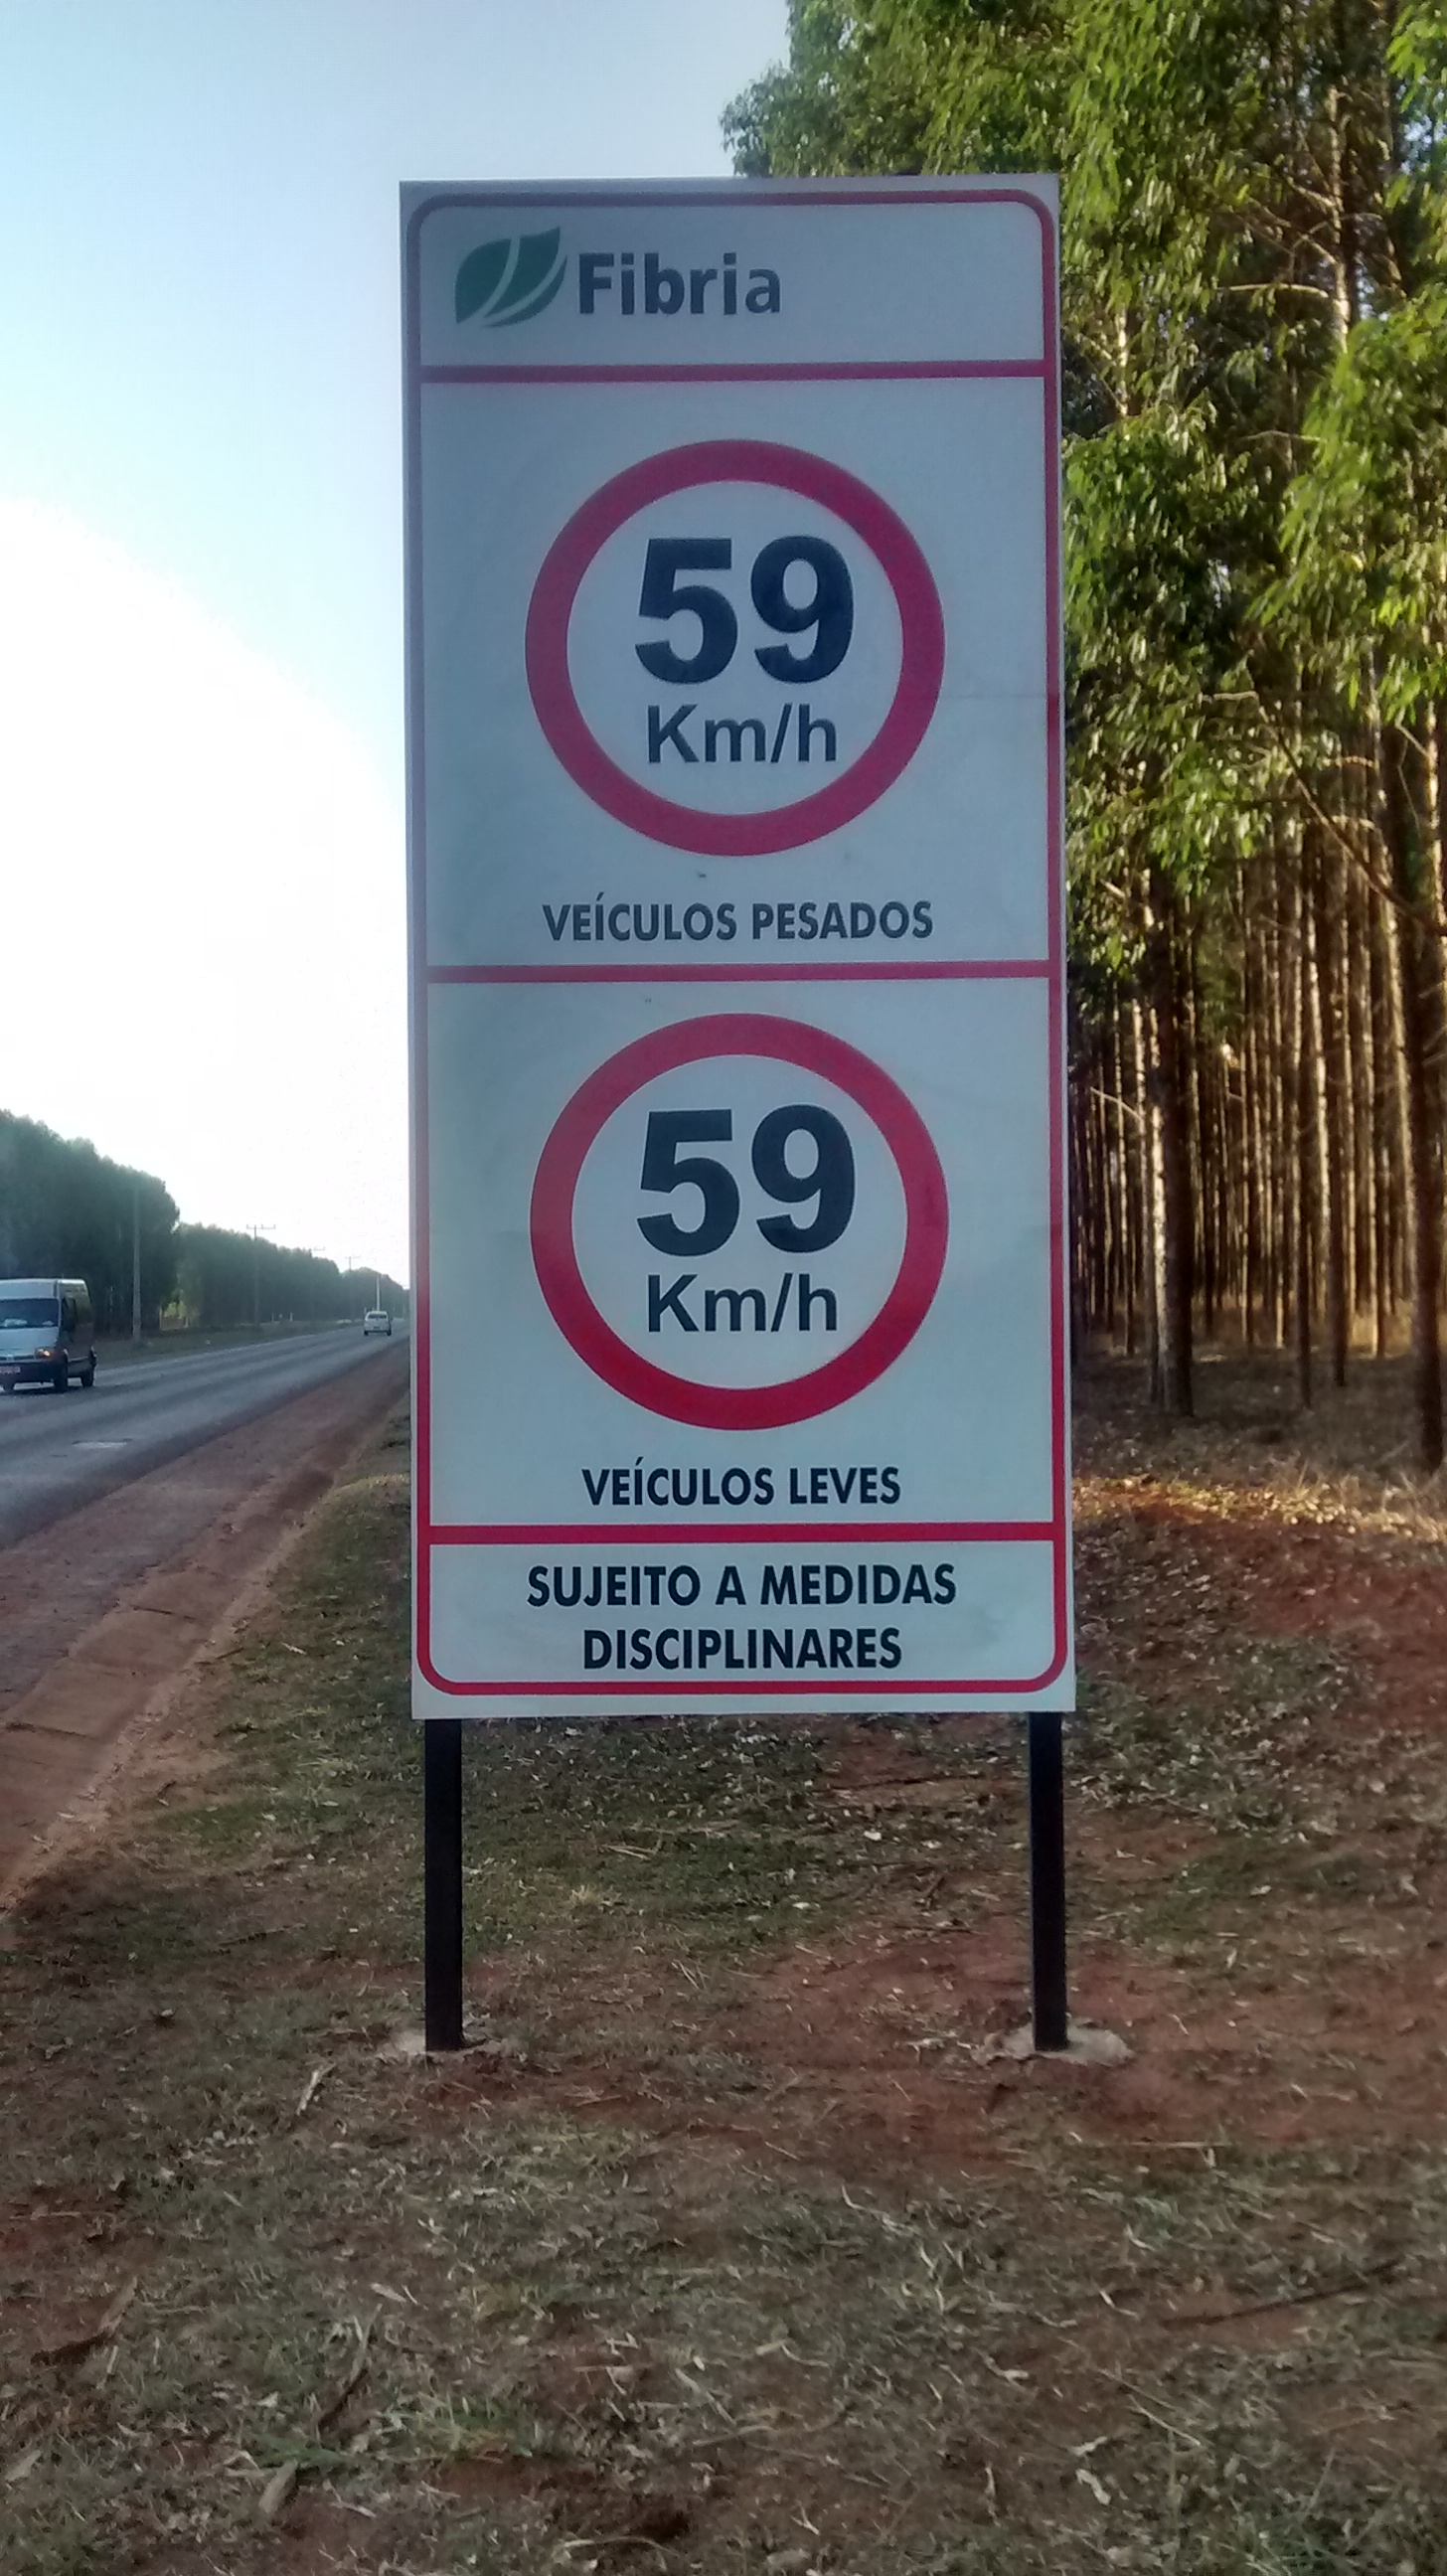 Fibria
59
Km/h
VEÍCULOS PESADOS
59
Km/h
VEÍCULOS LEVES
SUJEITO A MEDIDAS
DISCIPLINARES